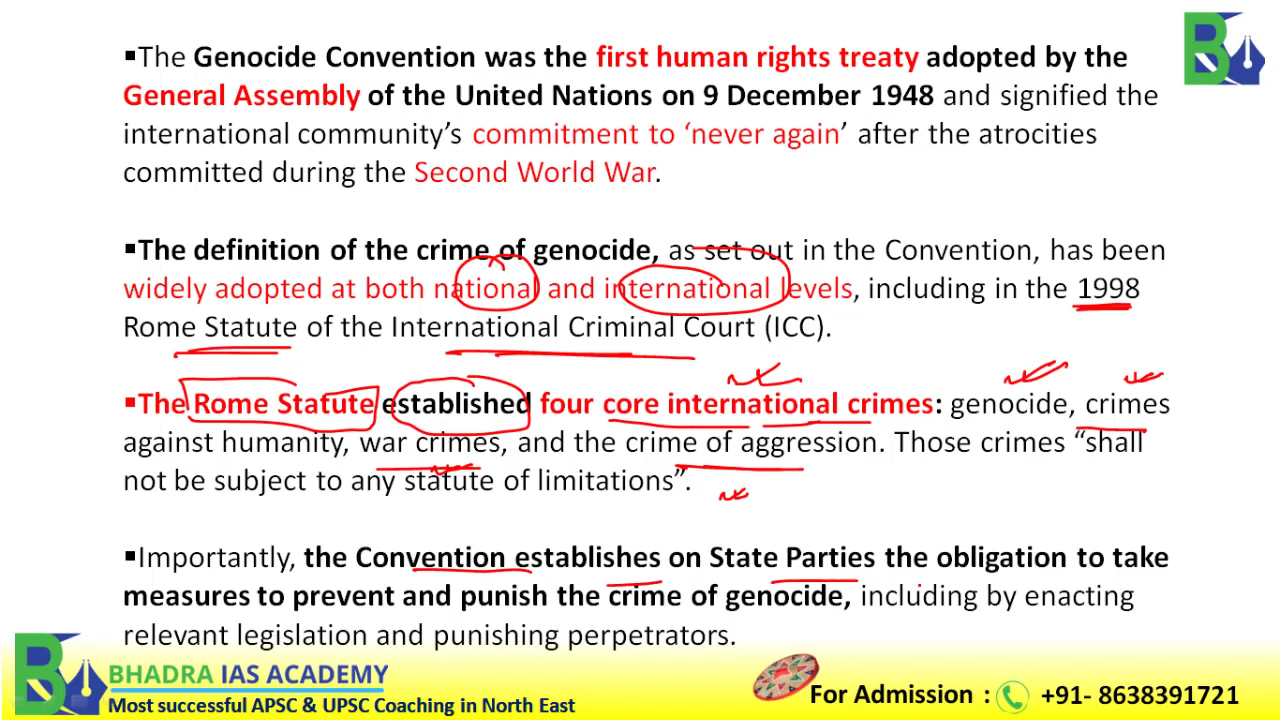 ▪The Genocide Convention was the first human rights treaty adopted by the
General Assembly of the United Nations on 9 December 1948 and signified the
international community’s commitment to ‘never again’ after the atrocities
committed during the Second World War.
▪The definition of the crime of genocide, as set out in the Convention, has been
widely adopted at both national and international levels, including in the 1998
Rome Statute of the International Criminal Court (ICC).
▪The Rome Statute established four core international crimes: genocide, crimes
against humanity, war crimes, and the crime of aggression. Those crimes “shall
not be subject to any statute of limitations”.
▪Importantly, the Convention establishes on State Parties the obligation to take
measures to prevent and punish the crime of genocide, including by enacting
relevant legislation and punishing perpetrators.
BHADRA IAS ACADEMY
Most successful APSC & UPSC Coaching in North East
For Admission : +91- 8638391721